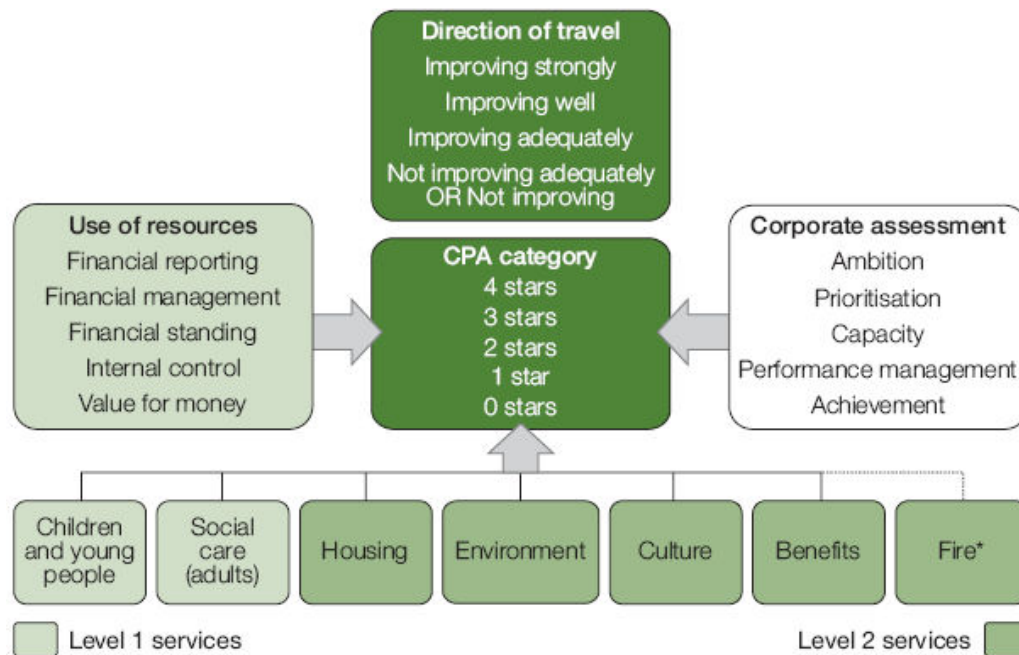 Direction of travel
Improving strongly
Improving well
Improving adequately
Not improving adequately
OR Not improving
Use of resources
Financial reporting
Financial management
Financial standing
Internal control
Value for money
CPA category
4 stars
3 stars
2 stars
1 star
0 stars
Corporate assessment
Ambition
Prioritisation
Capacity
Performance management
Achievement
Children
and young
people
Social
care
(adults)
Housing
Environment
Culture
Benefits
Fire*
Level 1 services
Level 2 services